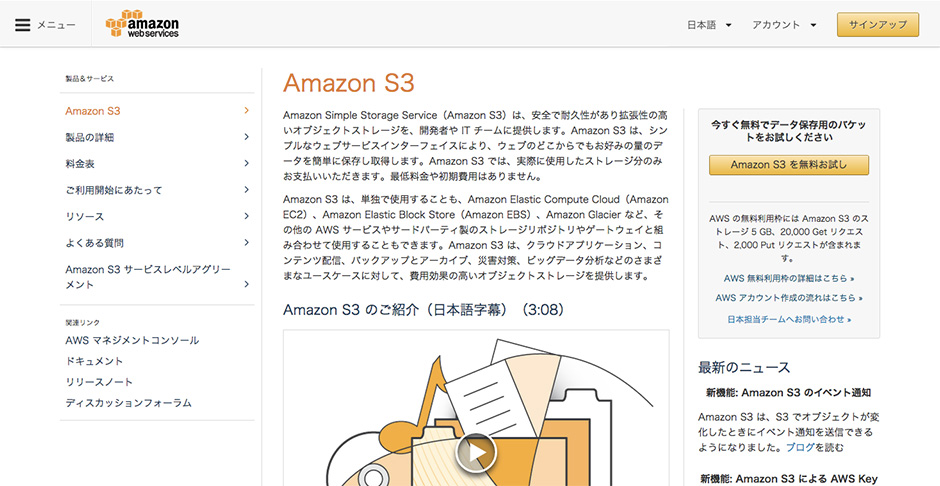 メニュー
amazon
web services
日本語
アカウント
サインアップ
製品＆サービス
Amazon S3
製品の詳細
料金表
ご利用開始にあたって
リソース
よくある質問
Amazon S3 サービスレベルアグリー
メント
関連リンク
AWS マネジメントコンソール
ドキュメント
リリースノート
ディスカッションフォーラム
Amazon S3
Amazon Simple Storage Service（Amazon S3）は、安全で耐久性があり拡張性の高
いオブジェクトストレージを、開発者や IT チームに提供します。Amazon S3 は、シン
プルなウェブサービスインターフェイスにより、ウェブのどこからでもお好みの量のデ
ータを簡単に保存し取得します。Amazon S3 では、実際に使用したストレージ分のみ
お支払いいただきます。最低料金や初期費用はありません。
Amazon S3 は、単独で使用することも、Amazon Elastic Compute Cloud（Amazon
EC2）、Amazon Elastic Block Store（Amazon EBS）、Amazon Glacier など、そ
の他の AWS サービスやサードパーティ製のストレージリポジトリやゲートウェイと組
み合わせて使用することもできます。Amazon S3 は、クラウドアプリケーション、コ
ンテンツ配信、バックアップとアーカイブ、災害対策、ビッグデータ分析などのさまざ
まなユースケースに対して、費用効果の高いオブジェクトストレージを提供します。
Amazon S3 のご紹介（日本語字幕）（3:08）
今すぐ無料でデータ保存用のバケッ
トをお試しください
Amazon S3 を無料お試し
AWS の無料利用枠には Amazon S3 のス
トレージ 5 GB、20,000 Get リクエス
ト、2,000 Put リクエストが含まれま
す。
AWS 無料利用枠の詳細はこちら »
AWS アカウント作成の流れはこちら »
日本担当チームへお問い合わせ »
最新のニュース
新機能: Amazon S3 のイベント通知
Amazon S3 は、S3 でオブジェクトが変
化したときにイベント通知を送信できる
ようになりました。ブログを読む
新機能: Amazon S3 による AWS Key